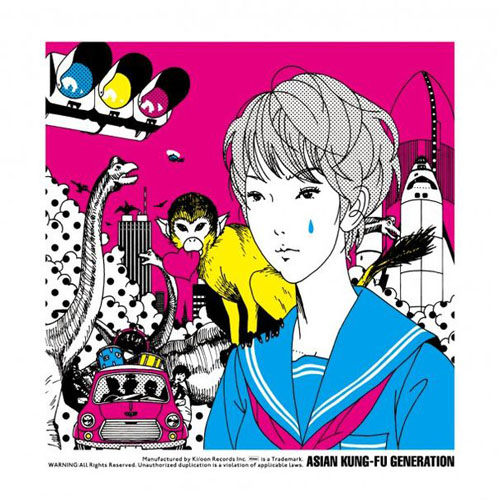 Manufactured by Ki/oon Records Inc. is a Trademark.
WARNING:All Rights Reserved. Unauthorized duplication is a violation of applicable laws.
ASIAN KUNG-FU GENERATION